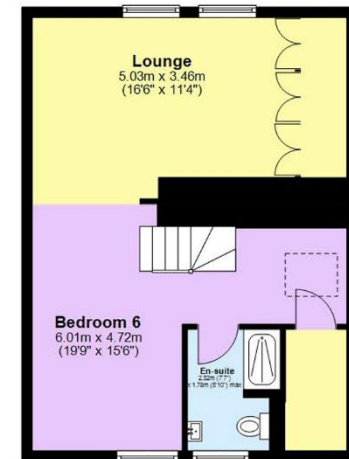 Lounge
5.03m x 3.46m
(16'6" x 11'4")
Bedroom 6
6.01m x 4.72m
(19'9" x 15'6")
En-suite
2.32m (7'7")
x 1.78m (5'10") max